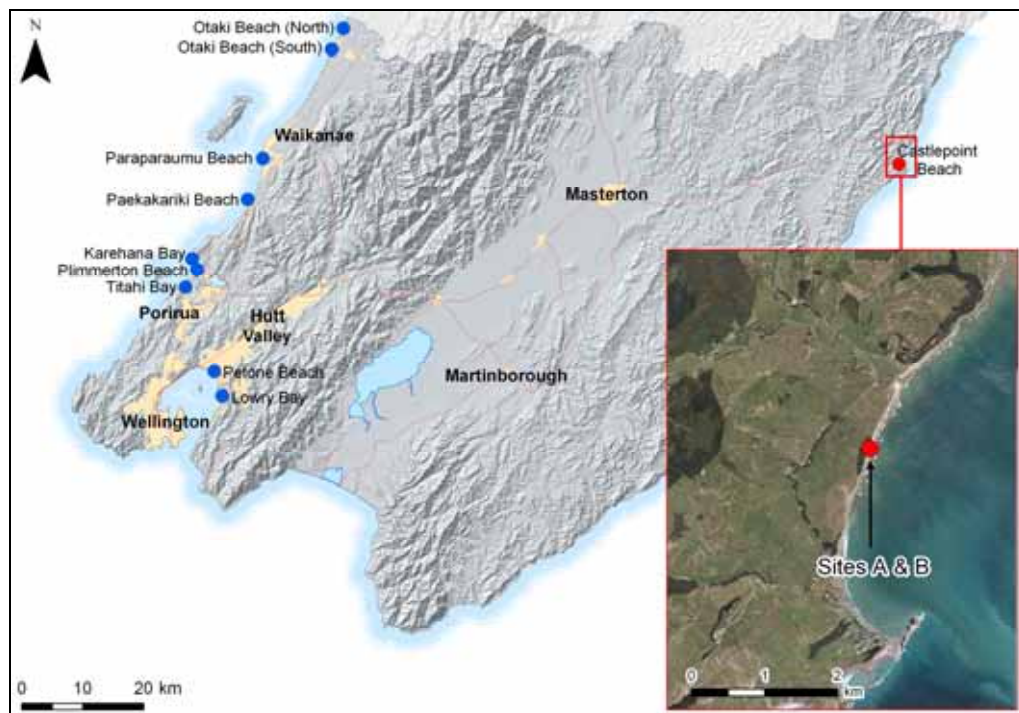 N
Otaki Beach (North)
Otaki Beach (South)
Waikanae
Paraparaumu Beach
Castlepoint
Beach
Masterton
Paekakariki Beach
Karehana Bay
Plimmerton Beach
Titahi Bay
Porirua
Hutt
Valley
Petone Beach
Martinborough
Lowry Bay
Wellington
Sites A & B
0 10 20 km
0 1 2
km